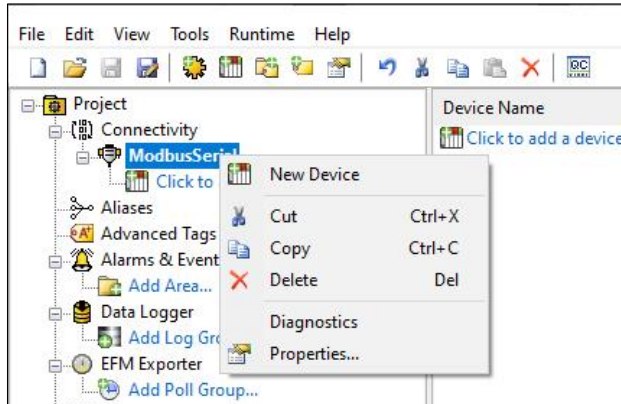 File Edit View Tools Runtime Help
QC
Project
Connectivity
ModbusSerial
Click to
Aliases
Advanced Tags
Alarms & Event
Add Area...
Data Logger
Add Log Gro
EFM Exporter
Add Poll Group...
New Device
Cut Ctrl+X
Copy Ctrl+C
Delete Del
Diagnostics
Properties...
Device Name
Click to add a device